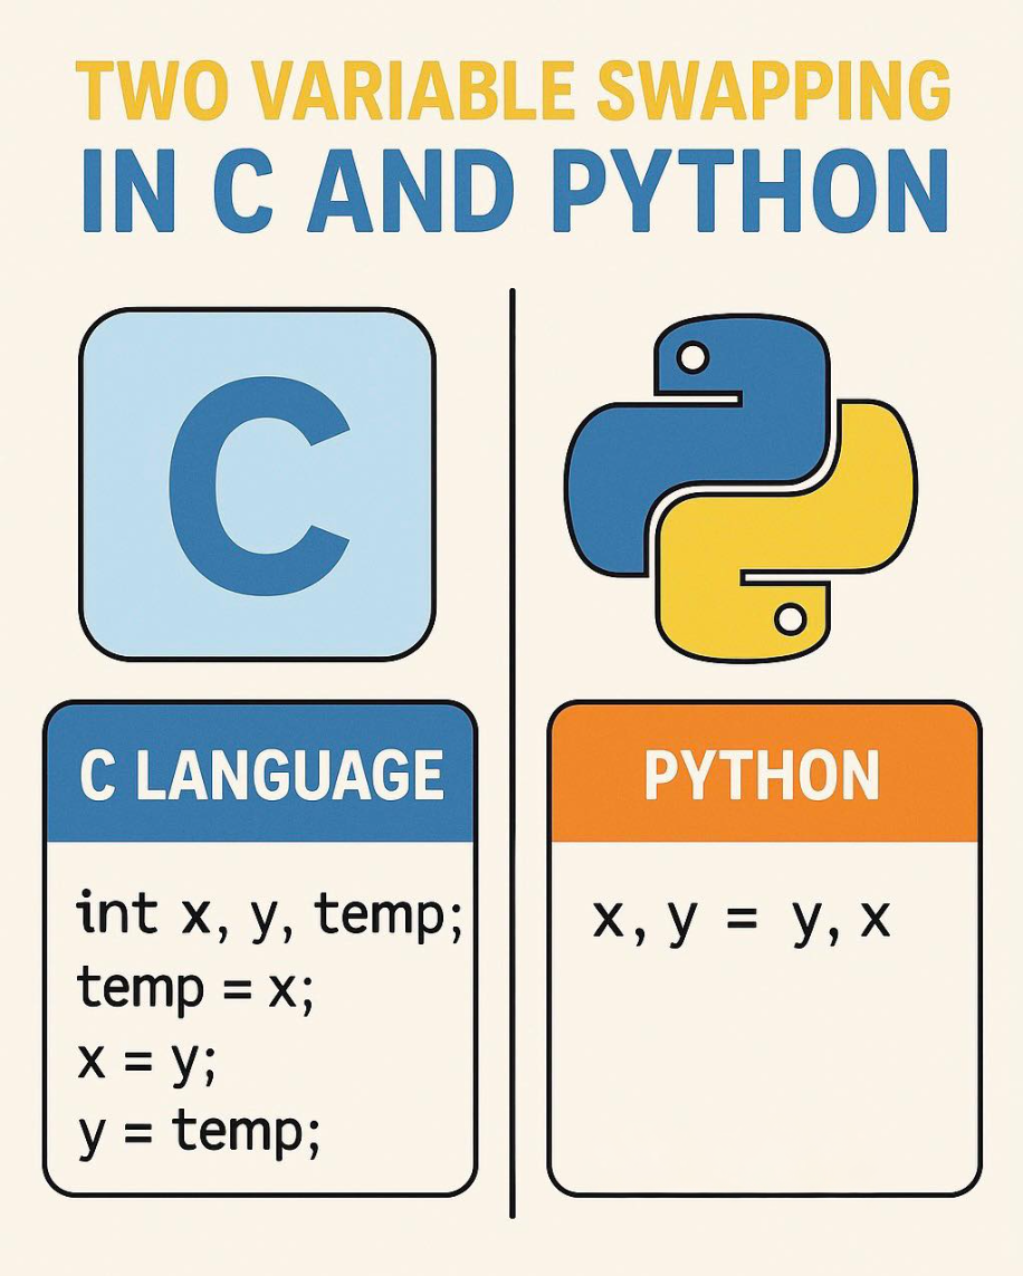 TWO VARIABLE SWAPPING
IN C AND PYTHON
C
C LANGUAGE
int x, y, temp;
temp = x;
x = y;
y = temp;
PYTHON
x, y = y, x